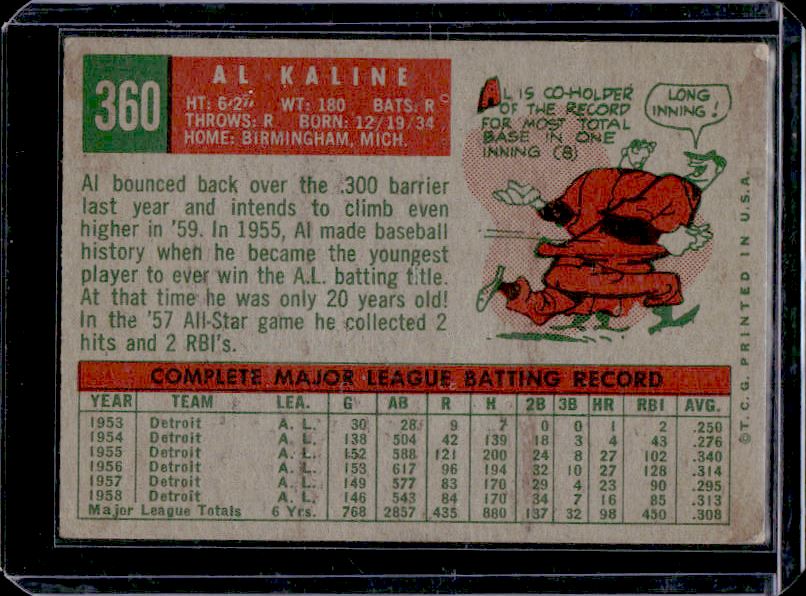 360
AL KALINE
HT: 6-2" WT: 180 BATS: R
THROWS: R BORN: 12/19/34
HOME: BIRMINGHAM, MICH.
Al bounced back over the .300 barrier
last year and intends to climb even
higher in '59. In 1955, Al made baseball
history when he became the youngest
player to ever win the A.L. batting title.
At that time he was only 20 years old!
In the '57 All-Star game he collected 2
hits and 2 RBI's.
AL IS CO-HOLDER
OF THE RECORD
FOR MOST TOTAL
BASE IN ONE
INNING (8)
LONG
INNING!
©T.C.G. PRINTED IN U.S.A.
COMPLETE MAJOR LEAGUE BATTING RECORD
YEAR TEAM LEA. G AB R H 2B 3B HR RBI AVG.
1953 Detroit A. L. 30 28 9 7 0 0 1 2 .250
1954 Detroit A. L. 138 504 42 139 18 3 4 43 .276
1955 Detroit A. L. 152 588 121 200 24 8 27 102 .340
1956 Detroit A. L. 153 617 96 194 32 10 27 128 .314
1957 Detroit A. L. 149 577 83 170 29 4 23 90 .295
1958 Detroit A. L. 146 543 84 170 34 7 16 85 .313
Major League Totals 6 Yrs. 768 2857 435 880 137 32 98 450 .308